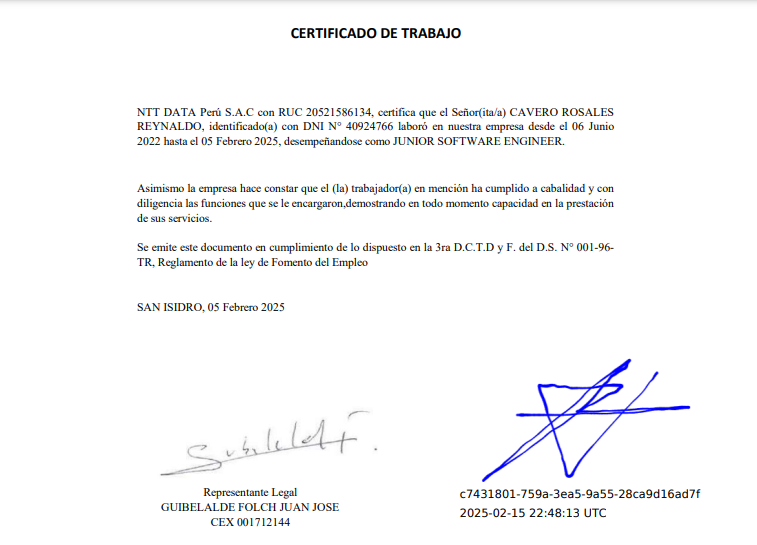 CERTIFICADO DE TRABAJO
NTT DATA Perú S.A.C con RUC 20521586134, certifica que el Señor(ita/a) CAVERO ROSALES
REYNALDO, identificado(a) con DNI N° 40924766 laboró en nuestra empresa desde el 06 Junio
2022 hasta el 05 Febrero 2025, desempeñandose como JUNIOR SOFTWARE ENGINEER.
Asimismo la empresa hace constar que el (la) trabajador(a) en mención ha cumplido a cabalidad y con
diligencia las funciones que se le encargaron,demostrando en todo momento capacidad en la prestación
de sus servicios.
Se emite este documento en cumplimiento de lo dispuesto en la 3ra D.C.T.D y F. del D.S. N° 001-96-
TR, Reglamento de la ley de Fomento del Empleo
SAN ISIDRO, 05 Febrero 2025
Representante Legal
GUIBELALDE FOLCH JUAN JOSE
CEX 001712144
c7431801-759a-3ea5-9a55-28ca9d16ad7f
2025-02-15 22:48:13 UTC